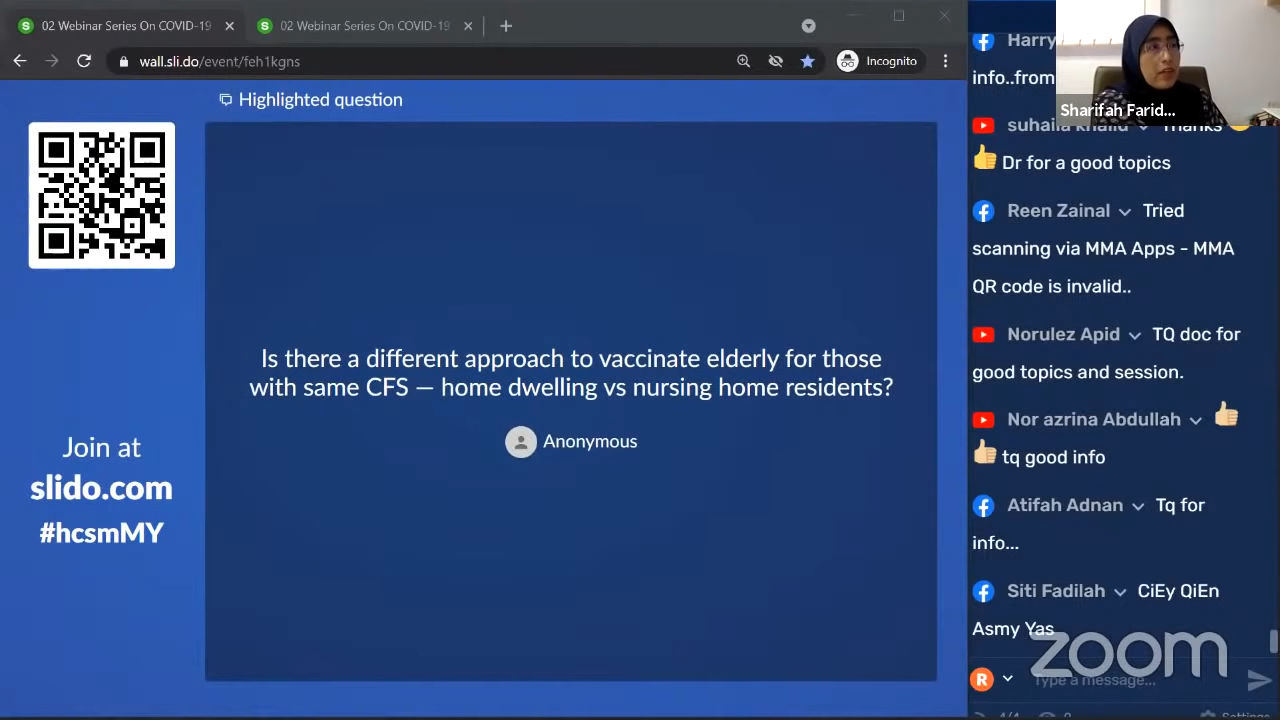 02 Webinar Series On COVID-19
02 Webinar Series On COVID-19
wall.sli.do/event/feh1kgns
Incognito
Highlighted question
Join at
slido.com
#hcsmMY
Is there a different approach to vaccinate elderly for those
with same CFS — home dwelling vs nursing home residents?
Anonymous
Sharifah Farid...
Harry
info..from
suhaila khalid Thanks
Dr for a good topics
Reen Zainal Tried
scanning via MMA Apps - MMA
QR code is invalid..
Norulez Apid TQ doc for
good topics and session.
Nor azrina Abdullah
tq good info
Atifah Adnan Tq for
info...
Siti Fadilah CiEy QiEn
Asmy Yas
zoom
R
Type a message...